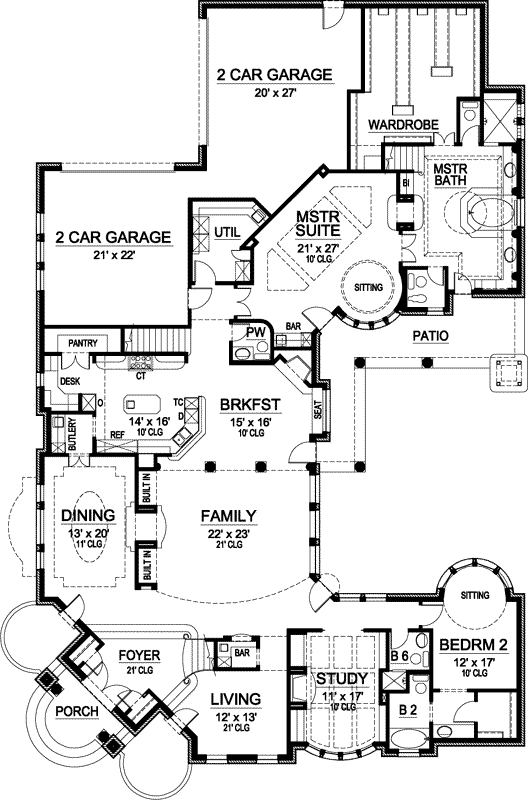 2 CAR GARAGE
20' x 27'
WARDROBE
MSTR
BATH
BI
MSTR
SUITE
21' x 27'
10' CLG
SITTING
UTIL
2 CAR GARAGE
21' x 22'
PW
BAR
PATIO
PANTRY
DESK
O
CT
TC
D
14' x 16'
10' CLG
REF
BRKFST
15' x 16'
10' CLG
SEAT
BUTLERY
DINING
13' x 20'
11' CLG
BUILT IN
BUILT IN
FAMILY
22' x 23'
21' CLG
SITTING
BEDRM 2
12' x 17'
10' CLG
B 6
B 2
FOYER
21' CLG
BAR
STUDY
11' x 17'
10' CLG
LIVING
12' x 13'
21' CLG
PORCH